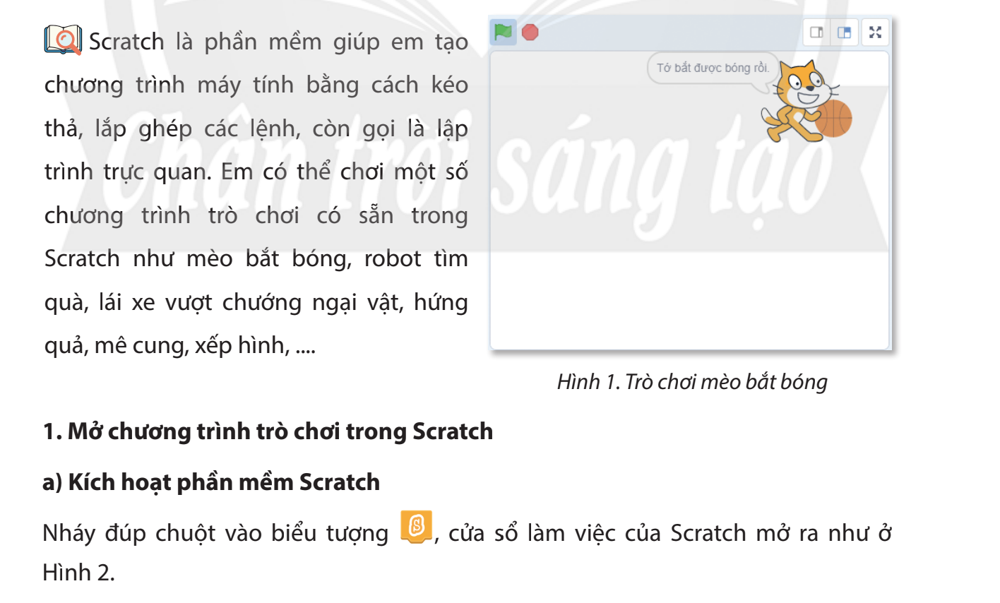 Scratch là phần mềm giúp em tạo
chương trình máy tính bằng cách kéo
thả, lắp ghép các lệnh, còn gọi là lập
trình trực quan. Em có thể chơi một số
chương trình trò chơi có sẵn trong
Scratch như mèo bắt bóng, robot tìm
quà, lái xe vượt chướng ngại vật, hứng
quả, mê cung, xếp hình, ....
Tớ bắt được bóng rồi.
Chân trời sáng tạo
Hình 1. Trò chơi mèo bắt bóng
1. Mở chương trình trò chơi trong Scratch
a) Kích hoạt phần mềm Scratch
Nháy đúp chuột vào biểu tượng , cửa sổ làm việc của Scratch mở ra như ở
Hình 2.